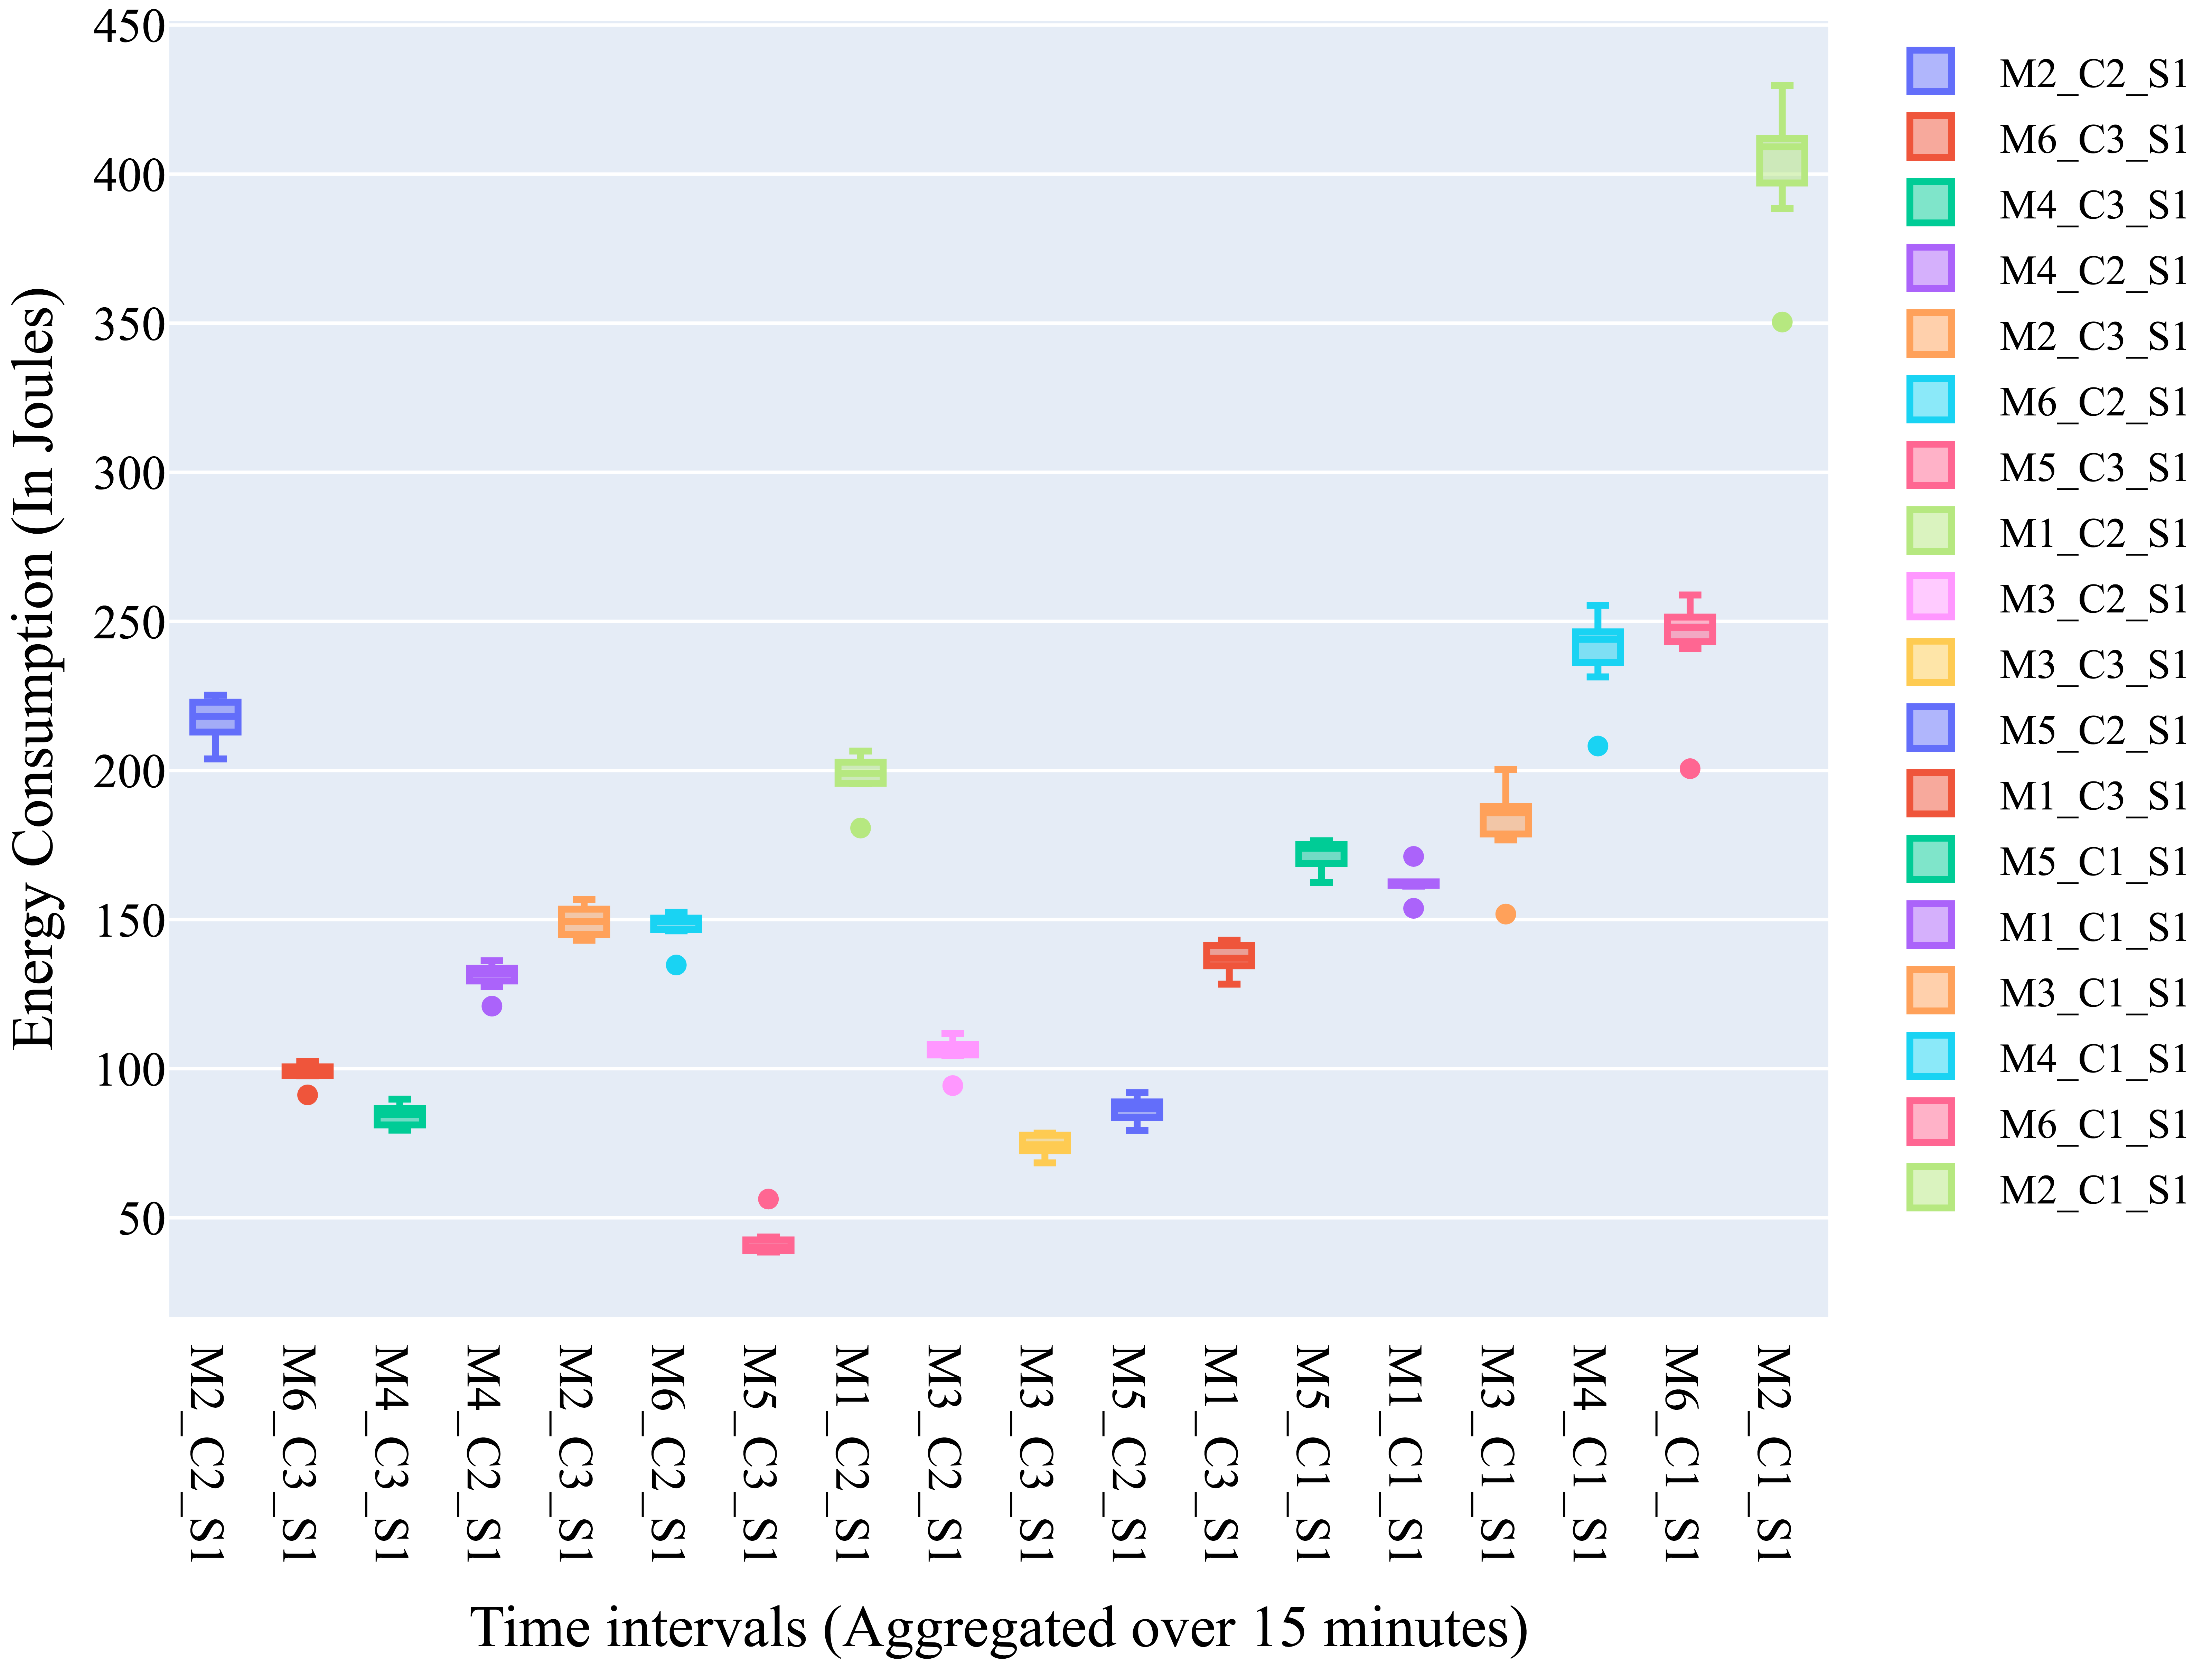 Energy Consumption (In Joules)
450
400
350
300
250
200
150
100
50
M2_C2_S1
M6_C3_S1
M4_C3_S1
M4_C2_S1
M2_C3_S1
M6_C2_S1
M5_C3_S1
M1_C2_S1
M3_C2_S1
M3_C3_S1
M5_C2_S1
M1_C3_S1
M5_C1_S1
M1_C1_S1
M3_C1_S1
M4_C1_S1
M6_C1_S1
M2_C1_S1
Time intervals (Aggregated over 15 minutes)
M2_C2_S1
M6_C3_S1
M4_C3_S1
M4_C2_S1
M2_C3_S1
M6_C2_S1
M5_C3_S1
M1_C2_S1
M3_C2_S1
M3_C3_S1
M5_C2_S1
M1_C3_S1
M5_C1_S1
M1_C1_S1
M3_C1_S1
M4_C1_S1
M6_C1_S1
M2_C1_S1